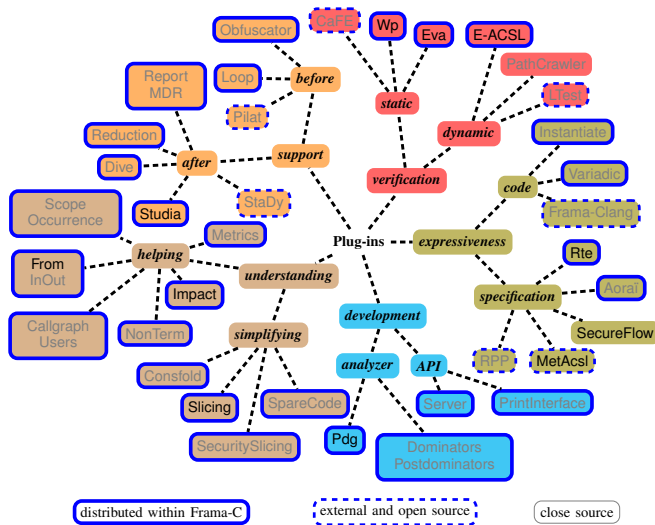 CaFE
Wp
Eva
E-ACSL
Obfuscator
before
PathCrawler
Report
MDR
Loop
static
LTest
Pilat
dynamic
Instantiate
Reduction
after
support
code
Variadic
Dive
verification
StaDy
Studia
Frama-Clang
Scope
Occurrence
Metrics
Plug-ins
expressiveness
helping
Rte
From
InOut
understanding
Impact
specification
Aoraï
Callgraph
Users
NonTerm
simplifying
development
SecureFlow
RPP
MetAcsl
analyzer
API
Consfold
Slicing
SpareCode
Server
PrintInterface
SecuritySlicing
Pdg
Dominators
Postdominators
distributed within Frama-C
external and open source
close source